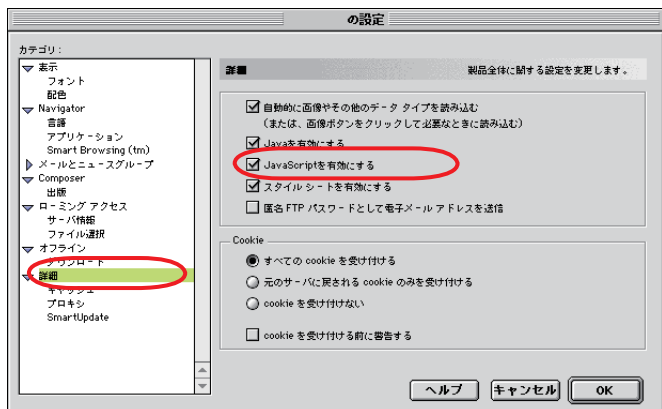 の設定
カテゴリ：
表示
フォント
配色
Navigator
言語
アプリケーション
Smart Browsing (tm)
メールとニュースグループ
Composer
出版
ローミング アクセス
サーバ情報
ファイル選択
オフライン
ダウンロード
詳細
キャッシュ
プロキシ
SmartUpdate
詳細
製品全体に関する設定を変更します。
自動的に画像やその他のデータ タイプを読み込む
（または、画像ボタンをクリックして必要なときに読み込む）
Javaを有効にする
JavaScriptを有効にする
スタイル シートを有効にする
匿名 FTP パスワードとして電子メール アドレスを送信
Cookie
すべての cookie を受け付ける
元のサーバに戻される cookie のみを受け付ける
cookie を受け付けない
cookie を受け付ける前に警告する
ヘルプ
キャンセル
OK